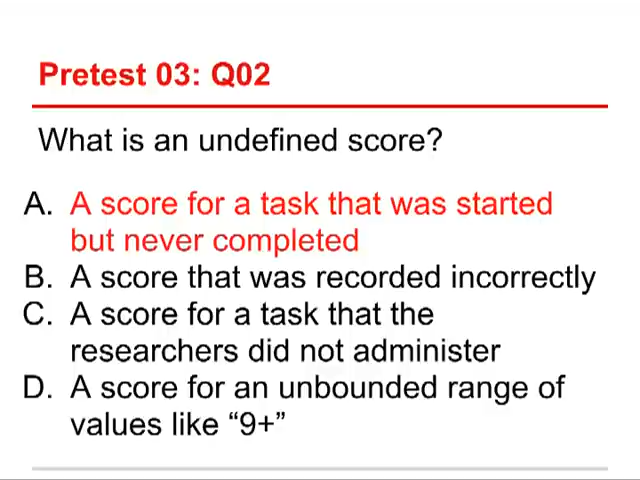 Pretest 03: Q02
What is an undefined score?
A. A score for a task that was started
but never completed
B. A score that was recorded incorrectly
C. A score for a task that the
researchers did not administer
D. A score for an unbounded range of
values like “9+”